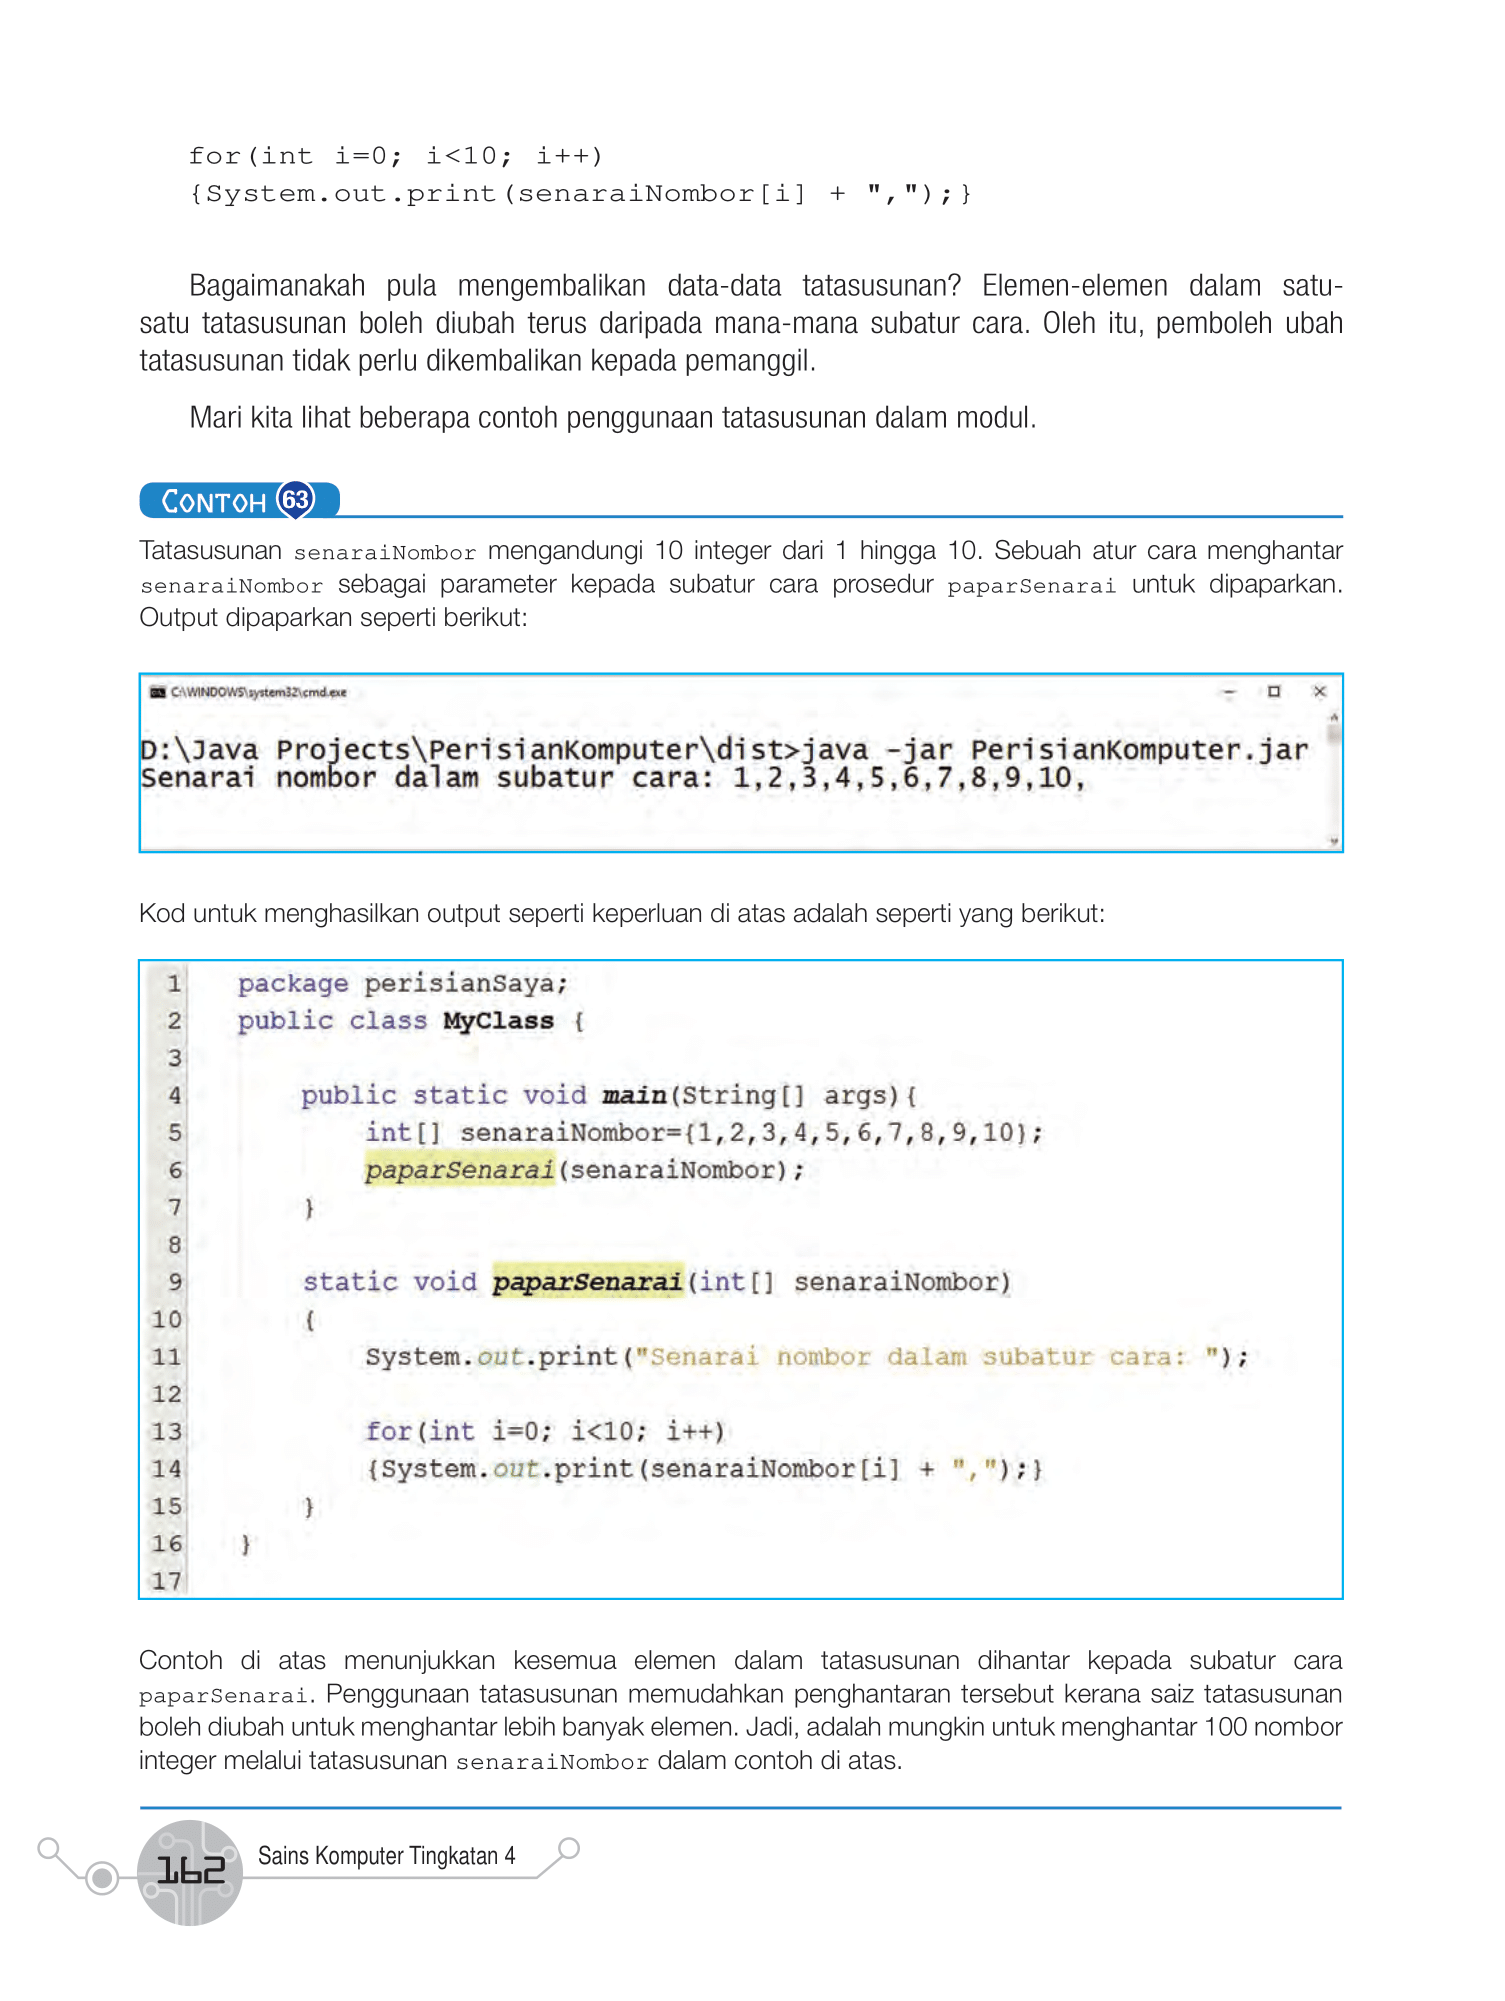 for(int i=0; i<10; i++)
{System.out.print(senaraiNombor[i] + ",");}
Bagaimanakah pula mengembalikan data-data tatasusunan? Elemen-elemen dalam satu-
satu tatasusunan boleh diubah terus daripada mana-mana subatur cara. Oleh itu, pemboleh ubah
tatasusunan tidak perlu dikembalikan kepada pemanggil.
Mari kita lihat beberapa contoh penggunaan tatasusunan dalam modul.
CONTOH 63
Tatasusunan senaraiNombor mengandungi 10 integer dari 1 hingga 10. Sebuah atur cara menghantar
senaraiNombor sebagai parameter kepada subatur cara prosedur paparSenarai untuk dipaparkan.
Output dipaparkan seperti berikut:
C:\WINDOWS\system32\cmd.exe
D:\Java Projects\PerisianKomputer\dist>java -jar PerisianKomputer.jar
Senarai nombor dalam subatur cara: 1,2,3,4,5,6,7,8,9,10,
Kod untuk menghasilkan output seperti keperluan di atas adalah seperti yang berikut:
1 package perisianSaya;
2 public class MyClass {
3
4 public static void main(String[] args){
5 int[] senaraiNombor={1,2,3,4,5,6,7,8,9,10};
6 paparSenarai(senaraiNombor);
7 }
8
9 static void paparSenarai(int[] senaraiNombor)
10 {
11 System.out.print("Senarai nombor dalam subatur cara: ");
12
13 for(int i=0; i<10; i++)
14 {System.out.print(senaraiNombor[i] + ",");}
15 }
16 }
17
Contoh di atas menunjukkan kesemua elemen dalam tatasusunan dihantar kepada subatur cara
paparSenarai. Penggunaan tatasusunan memudahkan penghantaran tersebut kerana saiz tatasusunan
boleh diubah untuk menghantar lebih banyak elemen. Jadi, adalah mungkin untuk menghantar 100 nombor
integer melalui tatasusunan senaraiNombor dalam contoh di atas.
162 Sains Komputer Tingkatan 4